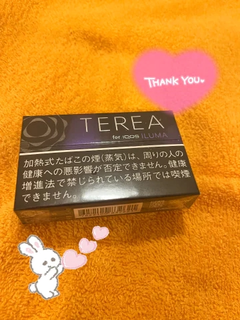 THANK YOU
TEREA
for IQOS ILUMA
加熱式たばこの煙(蒸気)は、周りの人の
健康への悪影響が否定できません。健康
増進法で禁じられている場所では喫煙
できません。